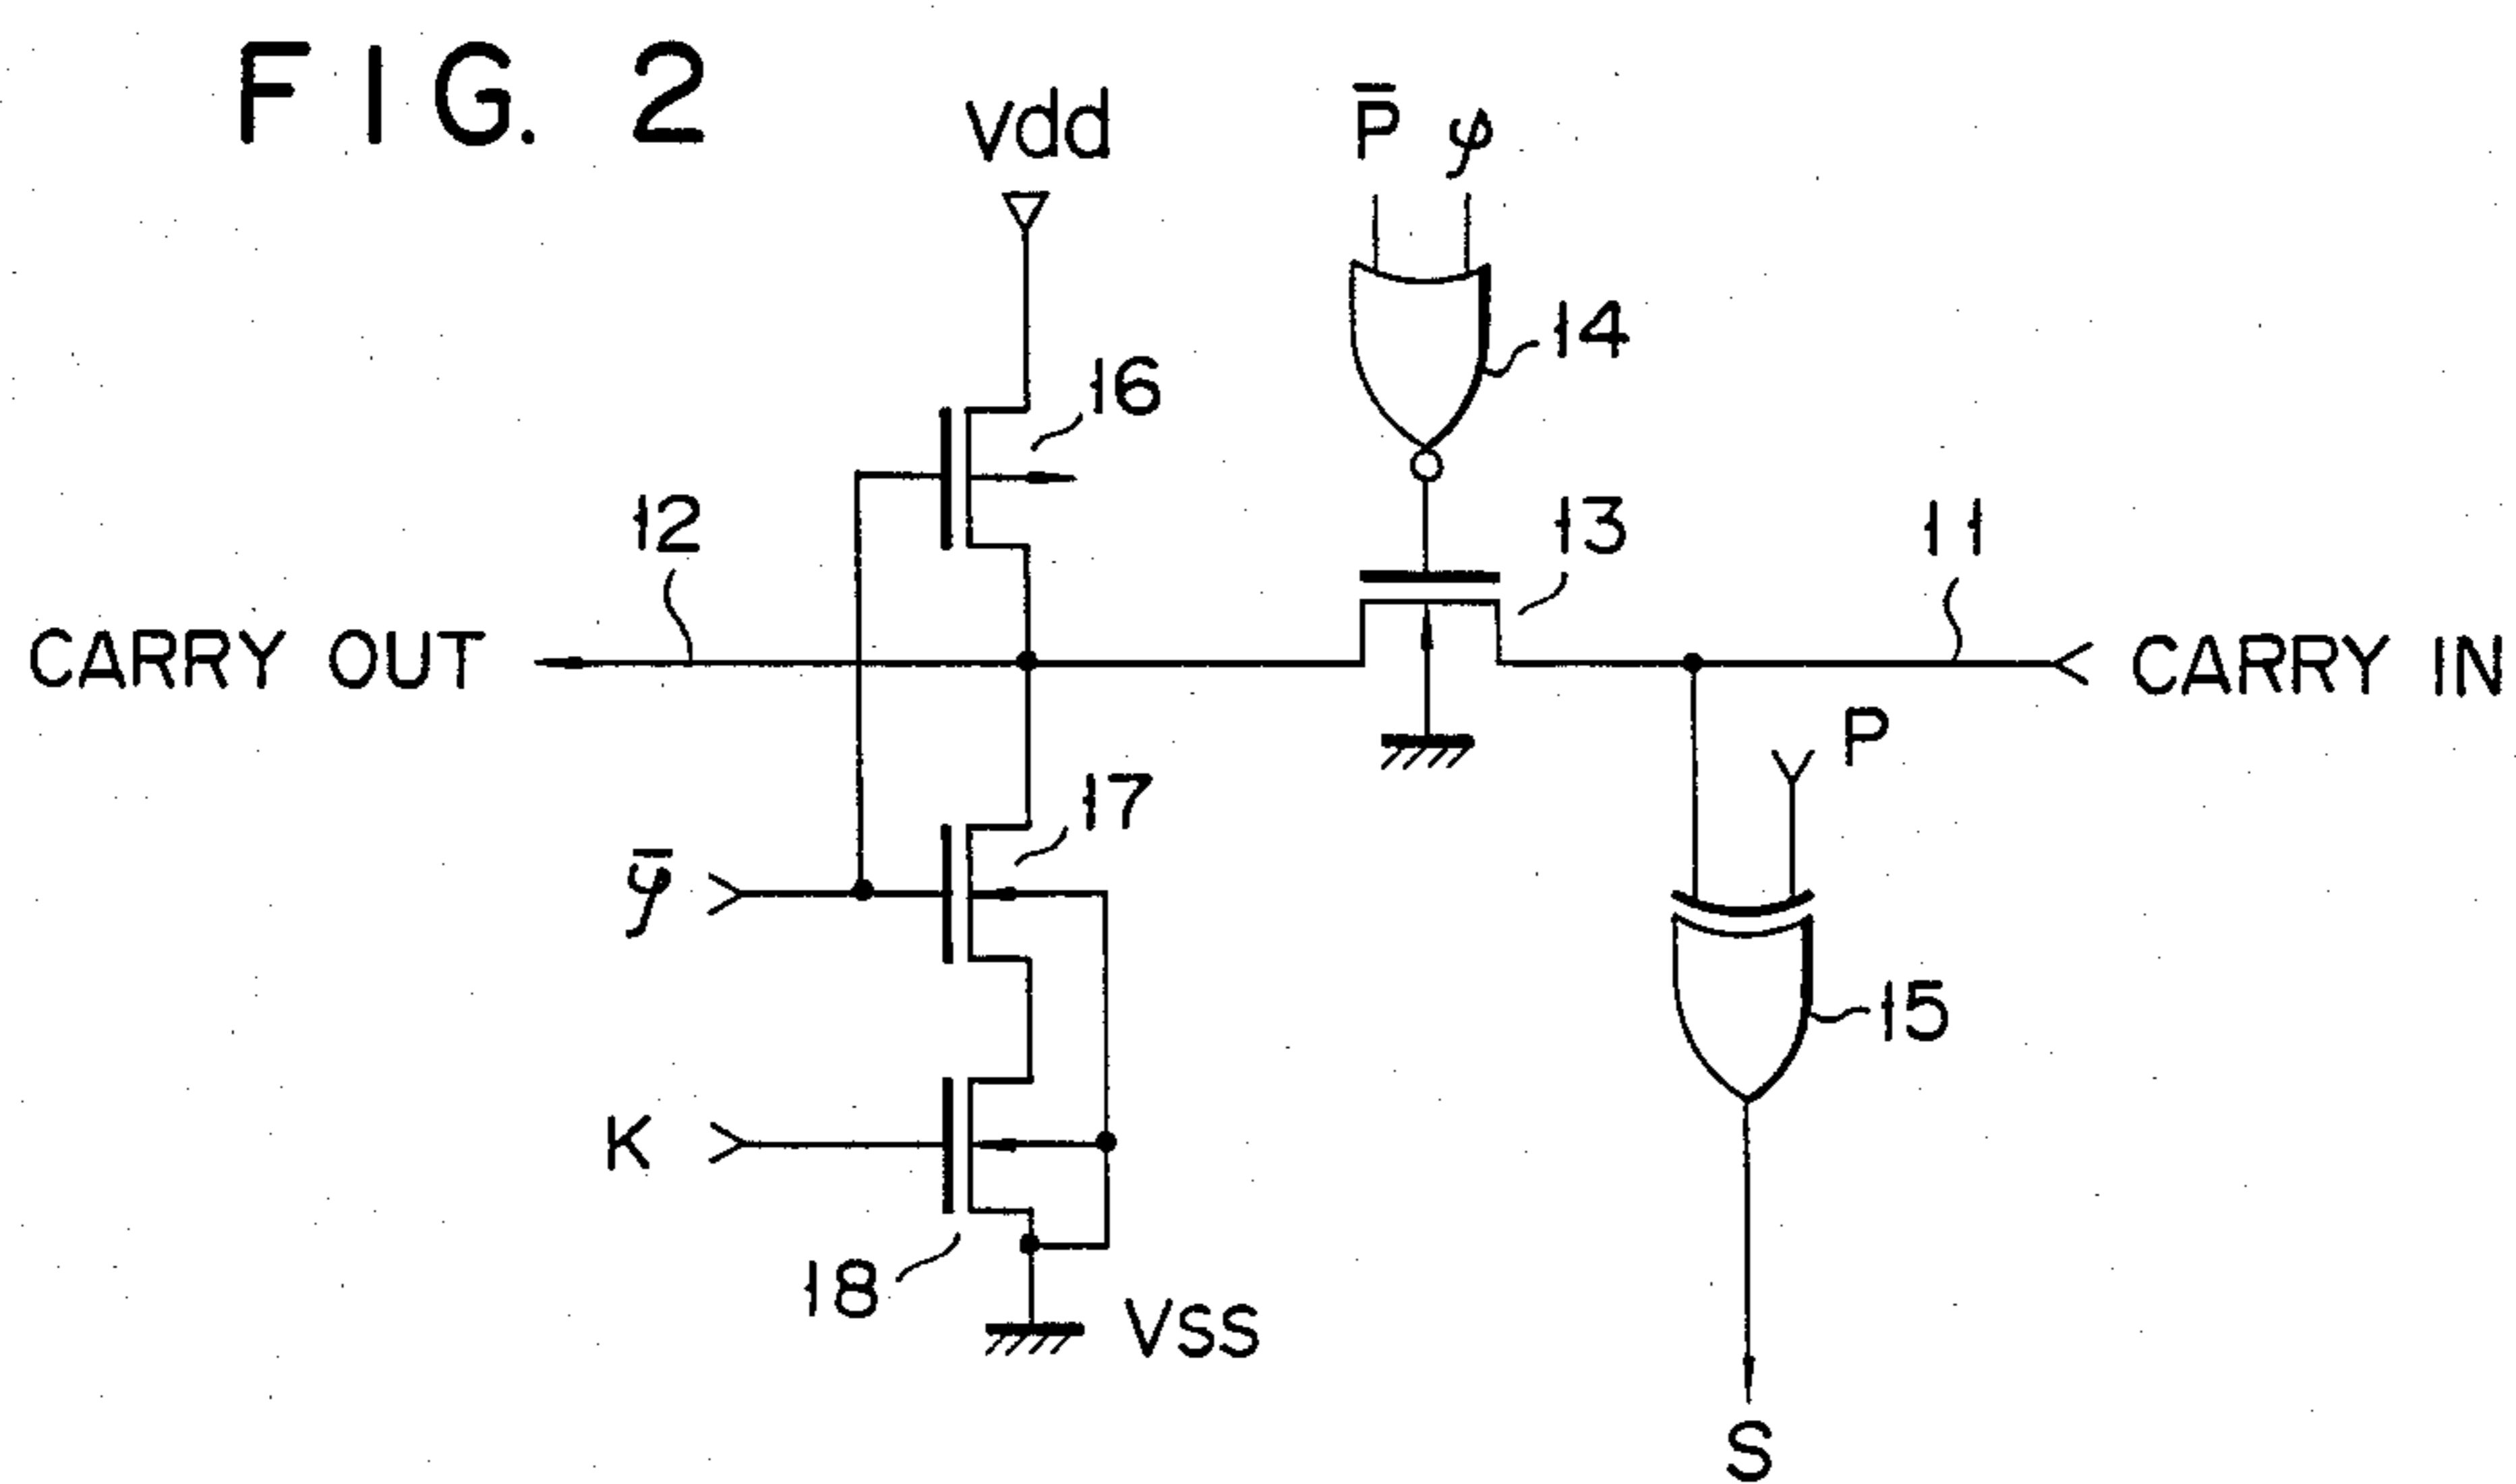 FIG. 2
Vdd
P̅ φ
14
16
12
13
11
CARRY OUT
CARRY IN
P
17
φ̅
15
K
18
VSS
S